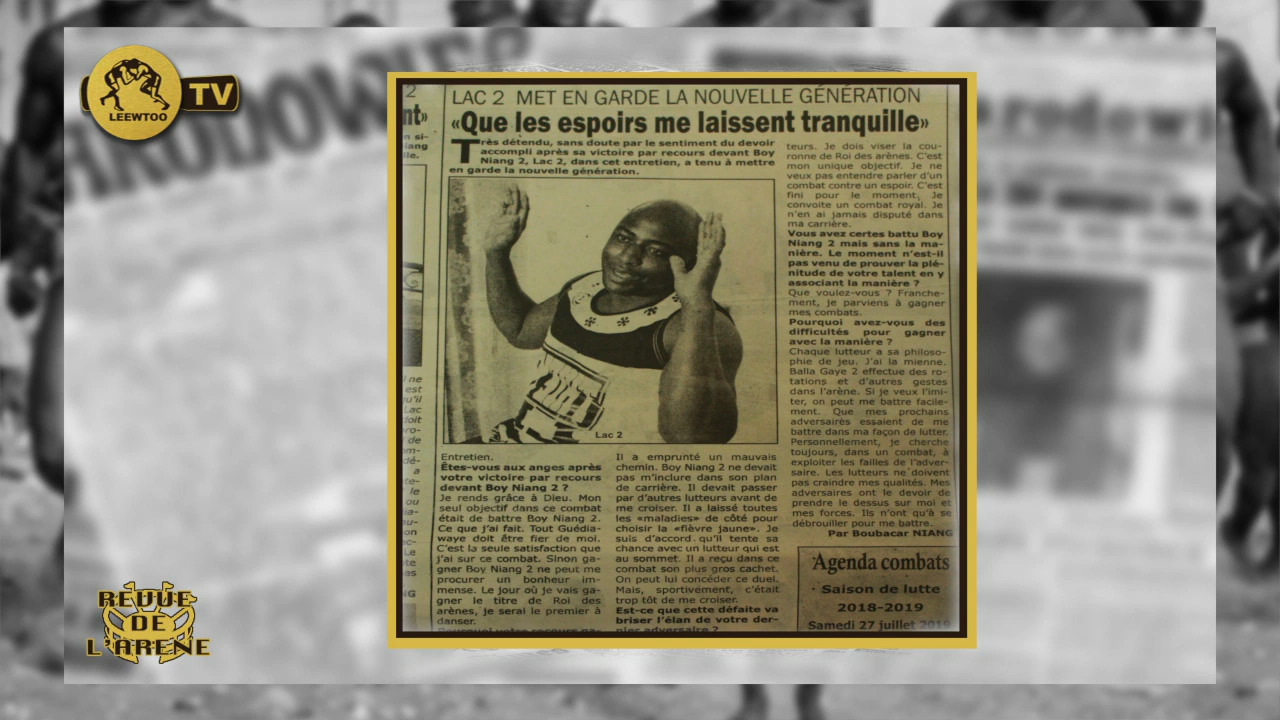 LEEWTOO
TV
REVUE
DE
L'ARÈNE
2
nt»
LAC 2 MET EN GARDE LA NOUVELLE GÉNÉRATION
«Que les espoirs me laissent tranquille»
Très détendu, sans doute par le sentiment du devoir
accompli après sa victoire par recours devant Boy
Niang 2, Lac 2, dans cet entretien, a tenu à mettre
en garde la nouvelle génération.
Lac 2
Entretien.
Êtes-vous aux anges après
votre victoire par recours
devant Boy Niang 2 ?
Je rends grâce à Dieu. Mon
seul objectif dans ce combat
était de battre Boy Niang 2.
Ce que j'ai fait. Tout Guédia-
waye doit être fier de moi.
C'est la seule satisfaction que
j'ai sur ce combat. Sinon ga-
gner Boy Niang 2 ne peut me
procurer un bonheur im-
mense. Le jour où je vais ga-
gner le titre de Roi des
arènes, je serai le premier à
danser.
Il a emprunté un mauvais
chemin. Boy Niang 2 ne devait
pas m'inclure dans son plan
de carrière. Il devait passer
par d'autres lutteurs avant de
me croiser. Il a laissé toutes
les «maladies» de côté pour
choisir la «fièvre jaune». Je
suis d'accord qu'il tente sa
chance avec un lutteur qui est
au sommet. Il a reçu dans ce
combat son plus gros cachet.
On peut lui concéder ce duel.
Mais, sportivement, c'était
trop tôt de me croiser.
Est-ce que cette défaite va
briser l'élan de votre der-
nier adversaire ?
teurs. Je dois viser la cou-
ronne de Roi des arènes. C'est
mon unique objectif. Je ne
veux pas entendre parler d'un
combat contre un espoir. C'est
fini pour le moment. Je
convoite un combat royal. Je
n'en ai jamais disputé dans
ma carrière.
Vous avez certes battu Boy
Niang 2 mais sans la ma-
nière. Le moment n'est-il
pas venu de prouver la plé-
nitude de votre talent en y
associant la manière ?
Que voulez-vous ? Franche-
ment, je parviens à gagner
mes combats.
Pourquoi avez-vous des
difficultés pour gagner
avec la manière ?
Chaque lutteur a sa philoso-
phie de jeu. J'ai la mienne.
Balla Gaye 2 effectue des ro-
tations et d'autres gestes
dans l'arène. Si je veux l'imi-
ter, on peut me battre facile-
ment. Que mes prochains
adversaires essaient de me
battre dans ma façon de lutter.
Personnellement, je cherche
toujours, dans un combat, à
exploiter les failles de l'adver-
saire. Les lutteurs ne doivent
pas craindre mes qualités. Mes
adversaires ont le devoir de
prendre le dessus sur moi et
mes forces. Ils n'ont qu'à se
débrouiller pour me battre.
Par Boubacar NIANG
Agenda combats
Saison de lutte
2018-2019
Samedi 27 juillet 2019